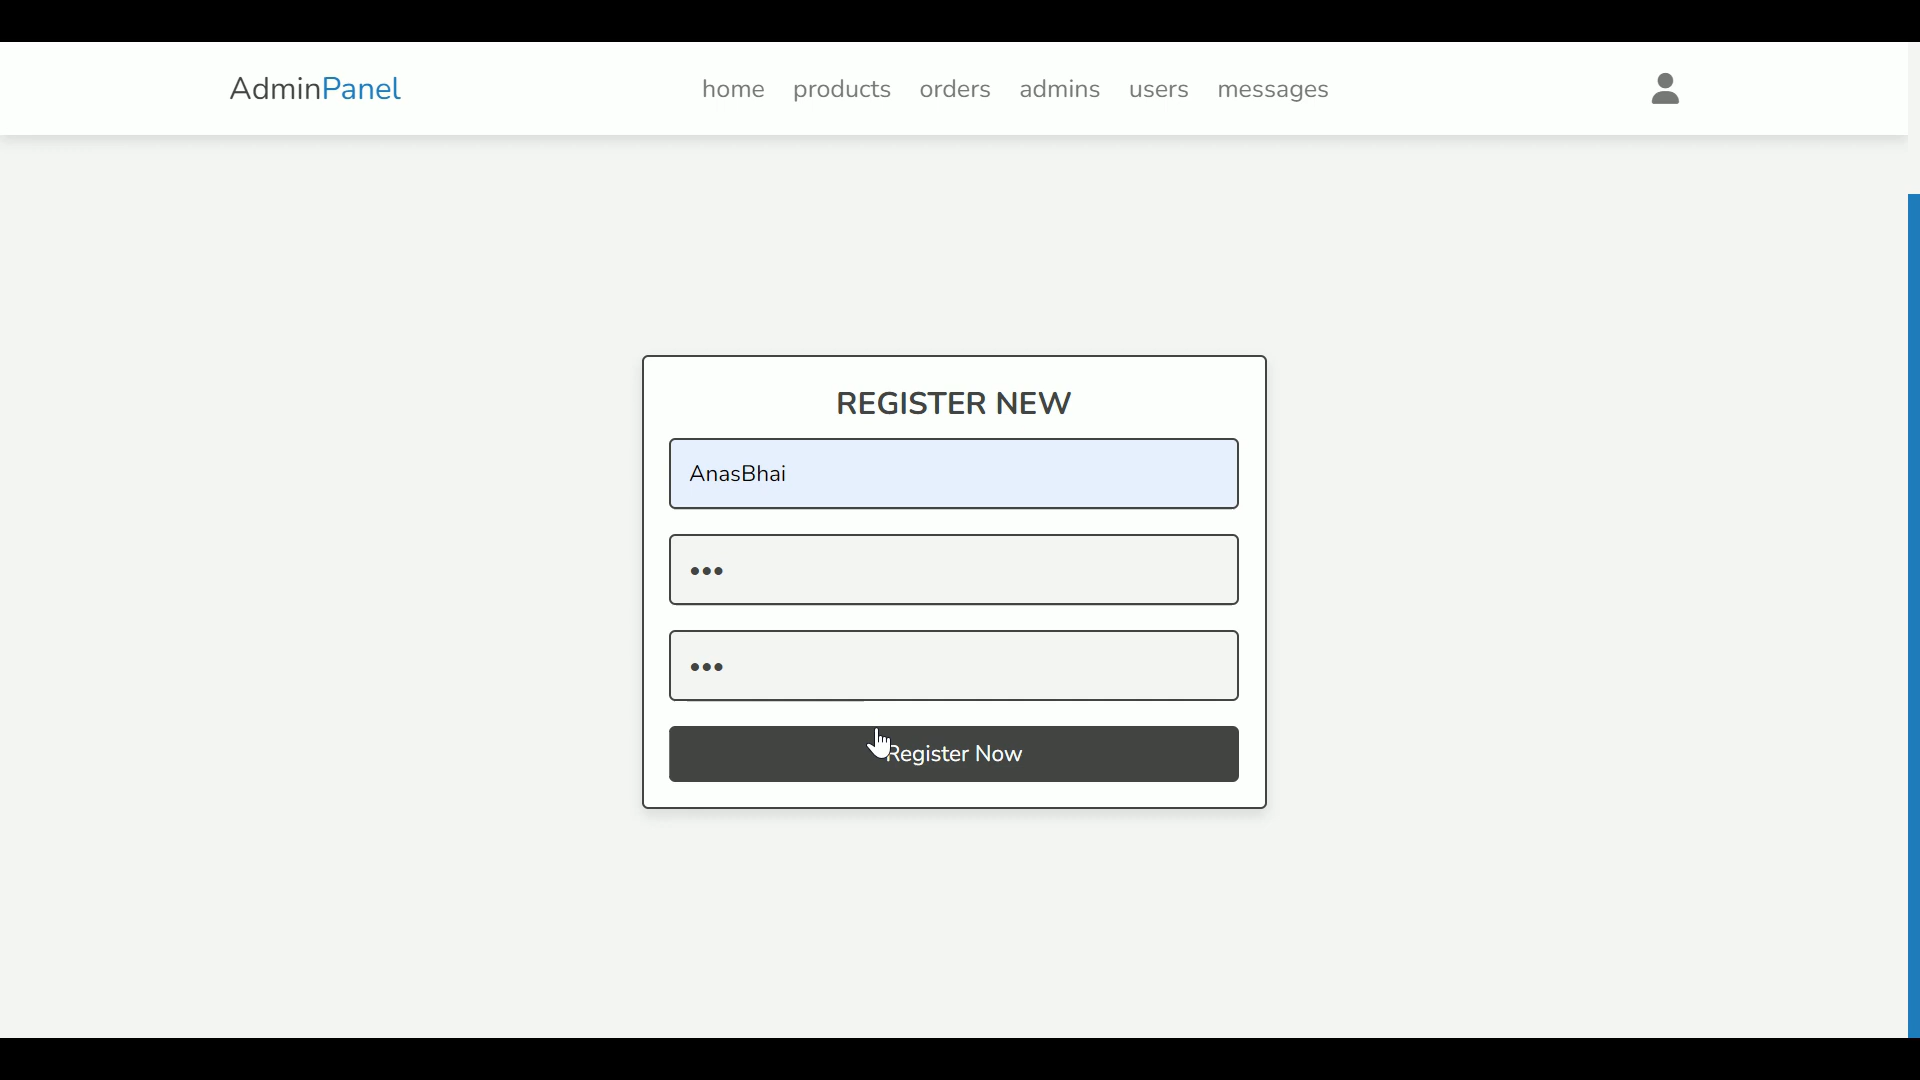 AdminPanel
home products orders admins users messages
REGISTER NEW
AnasBhai
•••
•••
Register Now